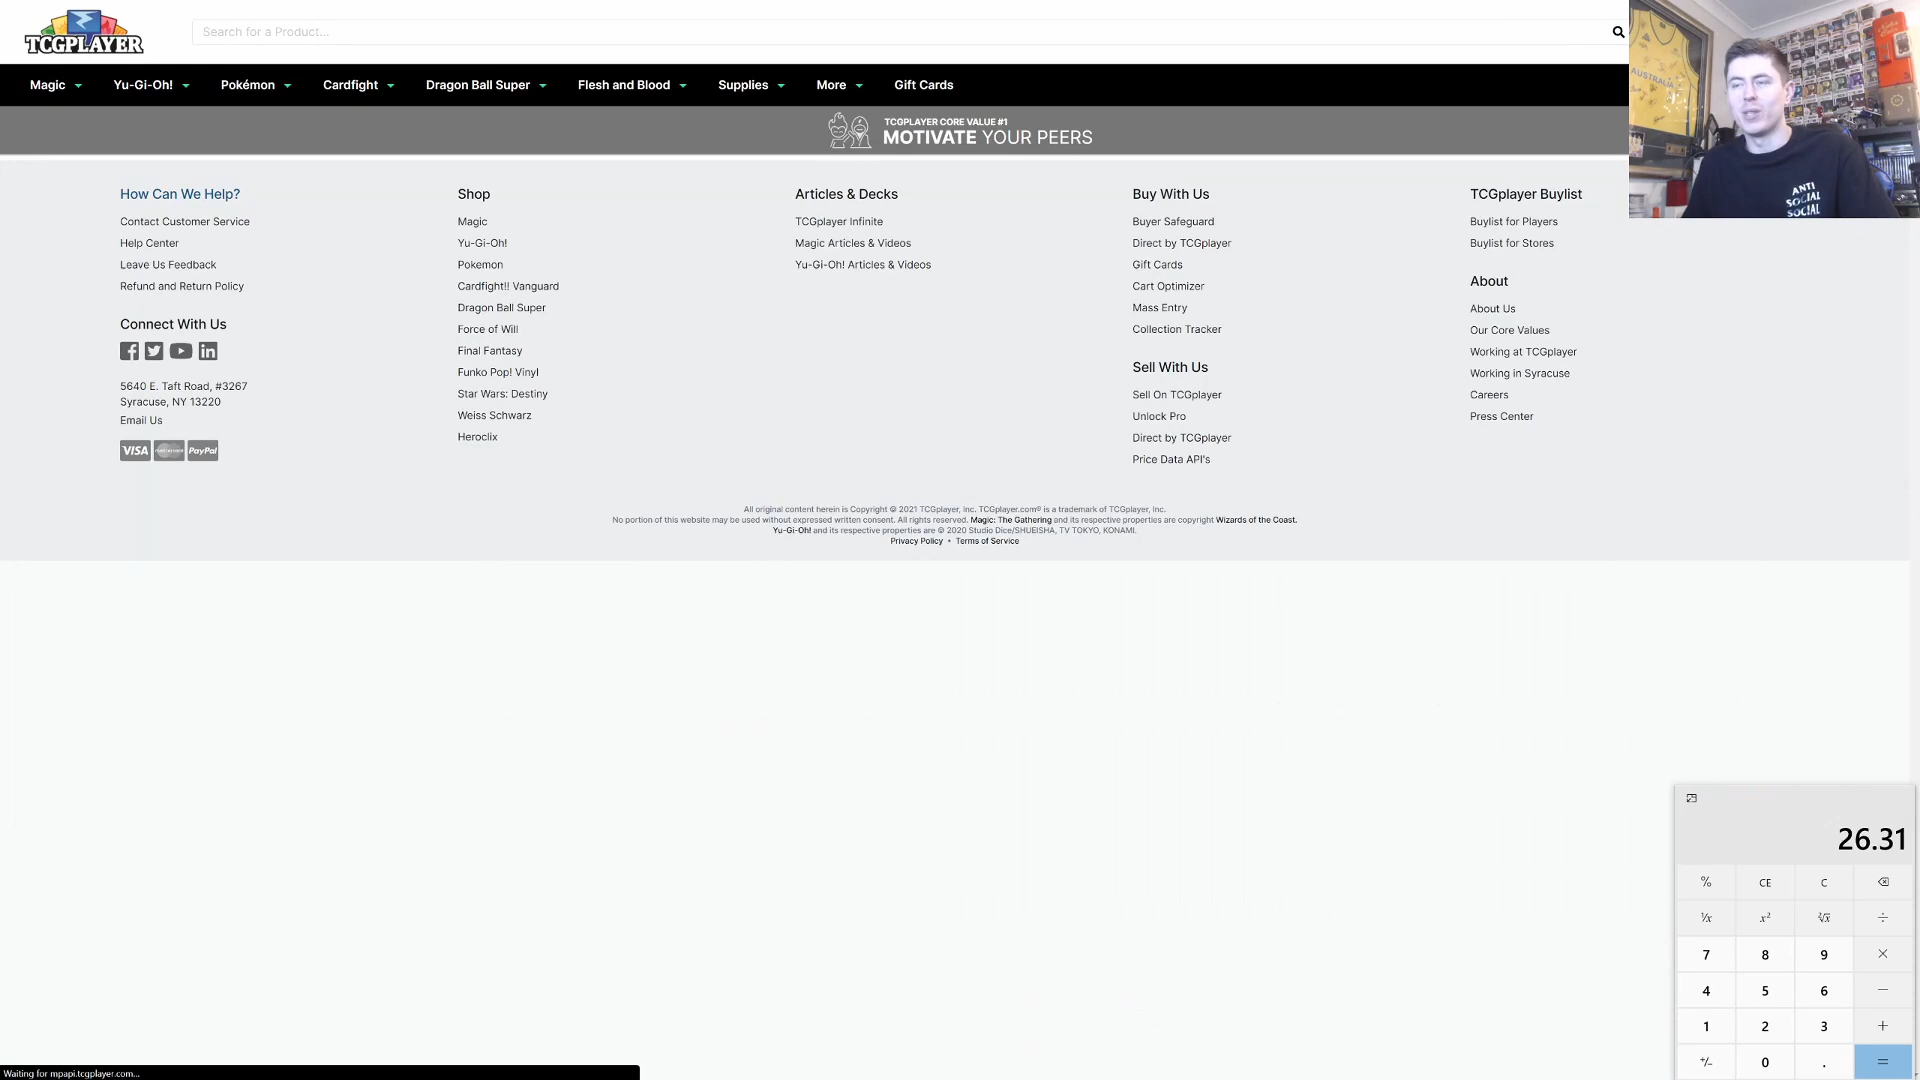 TCGPLAYER
Search for a Product...
Magic
Yu-Gi-Oh!
Pokémon
Cardfight
Dragon Ball Super
Flesh and Blood
Supplies
More
Gift Cards
TCGPLAYER CORE VALUE #1
MOTIVATE YOUR PEERS
AUSTRALIA
ANTI
SOCIAL
SOCIAL
How Can We Help?
Contact Customer Service
Help Center
Leave Us Feedback
Refund and Return Policy
Connect With Us
5640 E. Taft Road, #3267
Syracuse, NY 13220
Email Us
VISA
PayPal
Shop
Magic
Yu-Gi-Oh!
Pokemon
Cardfight!! Vanguard
Dragon Ball Super
Force of Will
Final Fantasy
Funko Pop! Vinyl
Star Wars: Destiny
Weiss Schwarz
Heroclix
Articles & Decks
TCGplayer Infinite
Magic Articles & Videos
Yu-Gi-Oh! Articles & Videos
Buy With Us
Buyer Safeguard
Direct by TCGplayer
Gift Cards
Cart Optimizer
Mass Entry
Collection Tracker
Sell With Us
Sell On TCGplayer
Unlock Pro
Direct by TCGplayer
Price Data API's
TCGplayer Buylist
Buylist for Players
Buylist for Stores
About
About Us
Our Core Values
Working at TCGplayer
Working in Syracuse
Careers
Press Center
All original content herein is Copyright © 2021 TCGplayer, Inc. TCGplayer.com® is a trademark of TCGplayer, Inc.
No portion of this website may be used without expressed written consent. All rights reserved. Magic: The Gathering and its respective properties are copyright Wizards of the Coast.
Yu-Gi-Oh! and its respective properties are © 2020 Studio Dice/SHUEISHA, TV TOKYO, KONAMI.
Privacy Policy • Terms of Service
26.31
% CE C
¹/x x² ²√x ÷
7 8 9 ×
4 5 6 −
1 2 3 +
+/− 0 . =
Waiting for mpapi.tcgplayer.com...